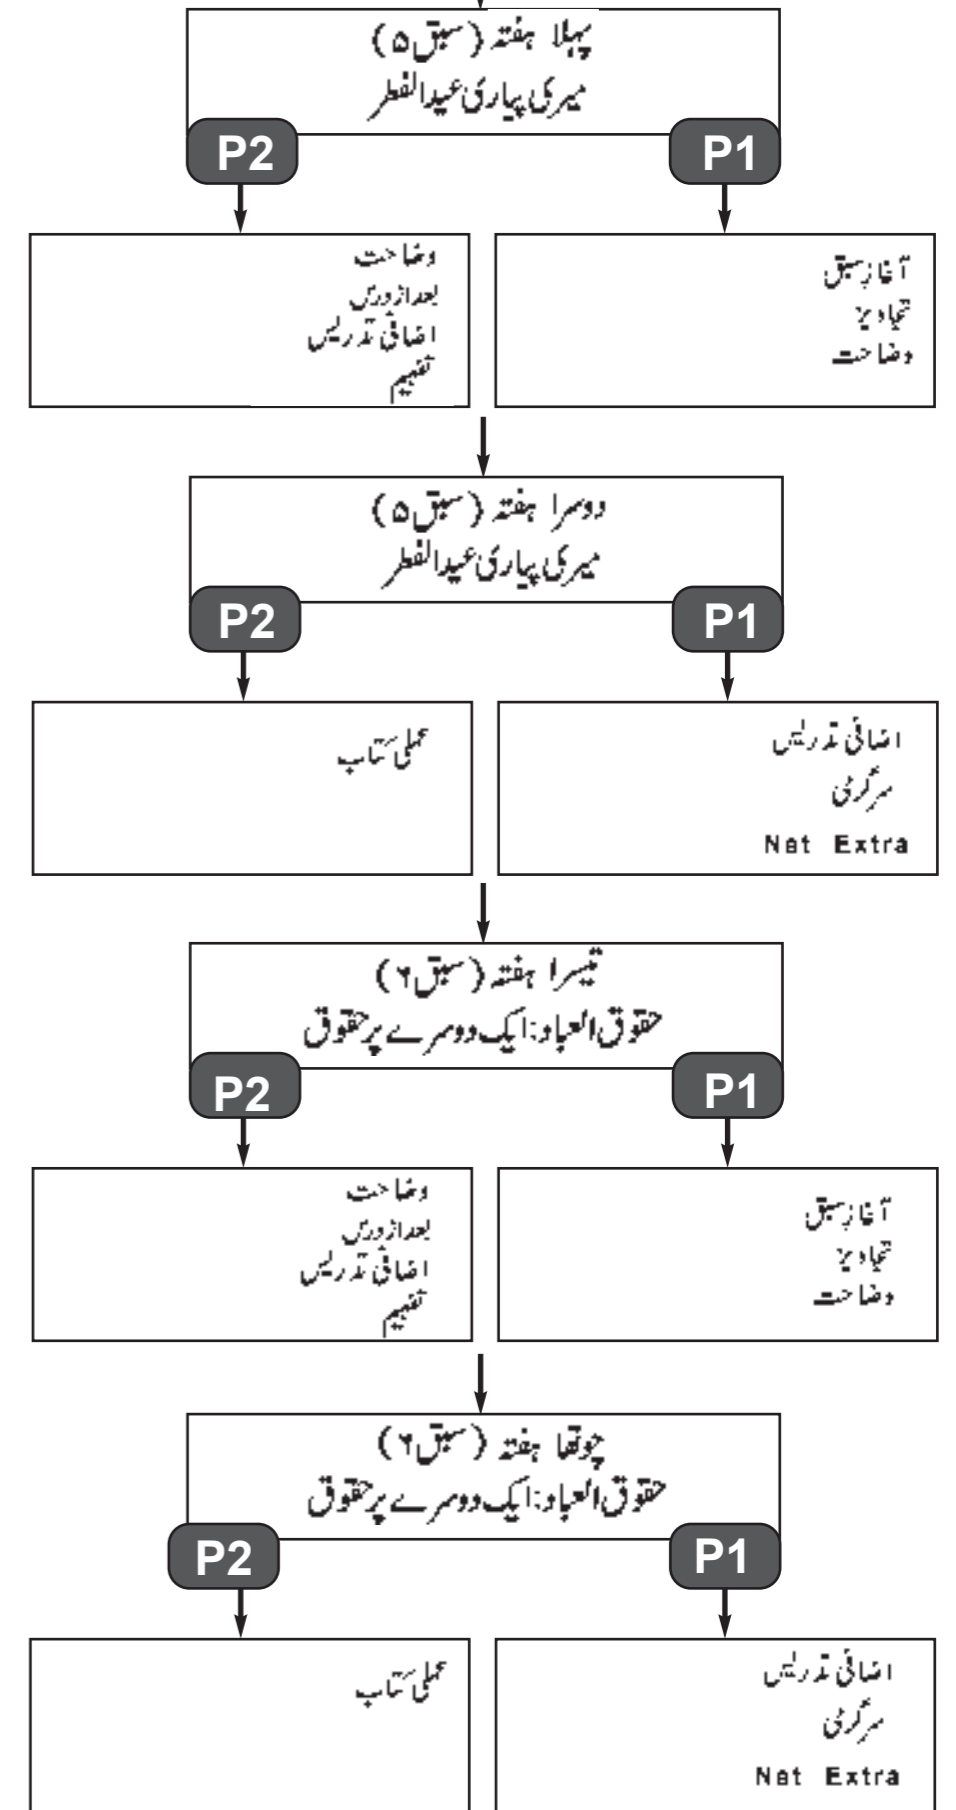 پہلا ہفتہ (سبق ۵)
میری پیاری عیدالفطر
P1
P2
آغازِ سبق
تجاویز
وضاحت
وضاحت
بعد از درس
اضافی تدریس
تفہیم
دوسرا ہفتہ (سبق ۵)
میری پیاری عیدالفطر
P1
P2
اضافی تدریس
سرگرمی
Net Extra
عملی کتاب
تیسرا ہفتہ (سبق ۶)
حقوق العباد: ایک دوسرے پر حقوق
P1
P2
آغازِ سبق
تجاویز
وضاحت
وضاحت
بعد از درس
اضافی تدریس
تفہیم
چوتھا ہفتہ (سبق ۶)
حقوق العباد: ایک دوسرے پر حقوق
P1
P2
اضافی تدریس
سرگرمی
Net Extra
عملی کتاب